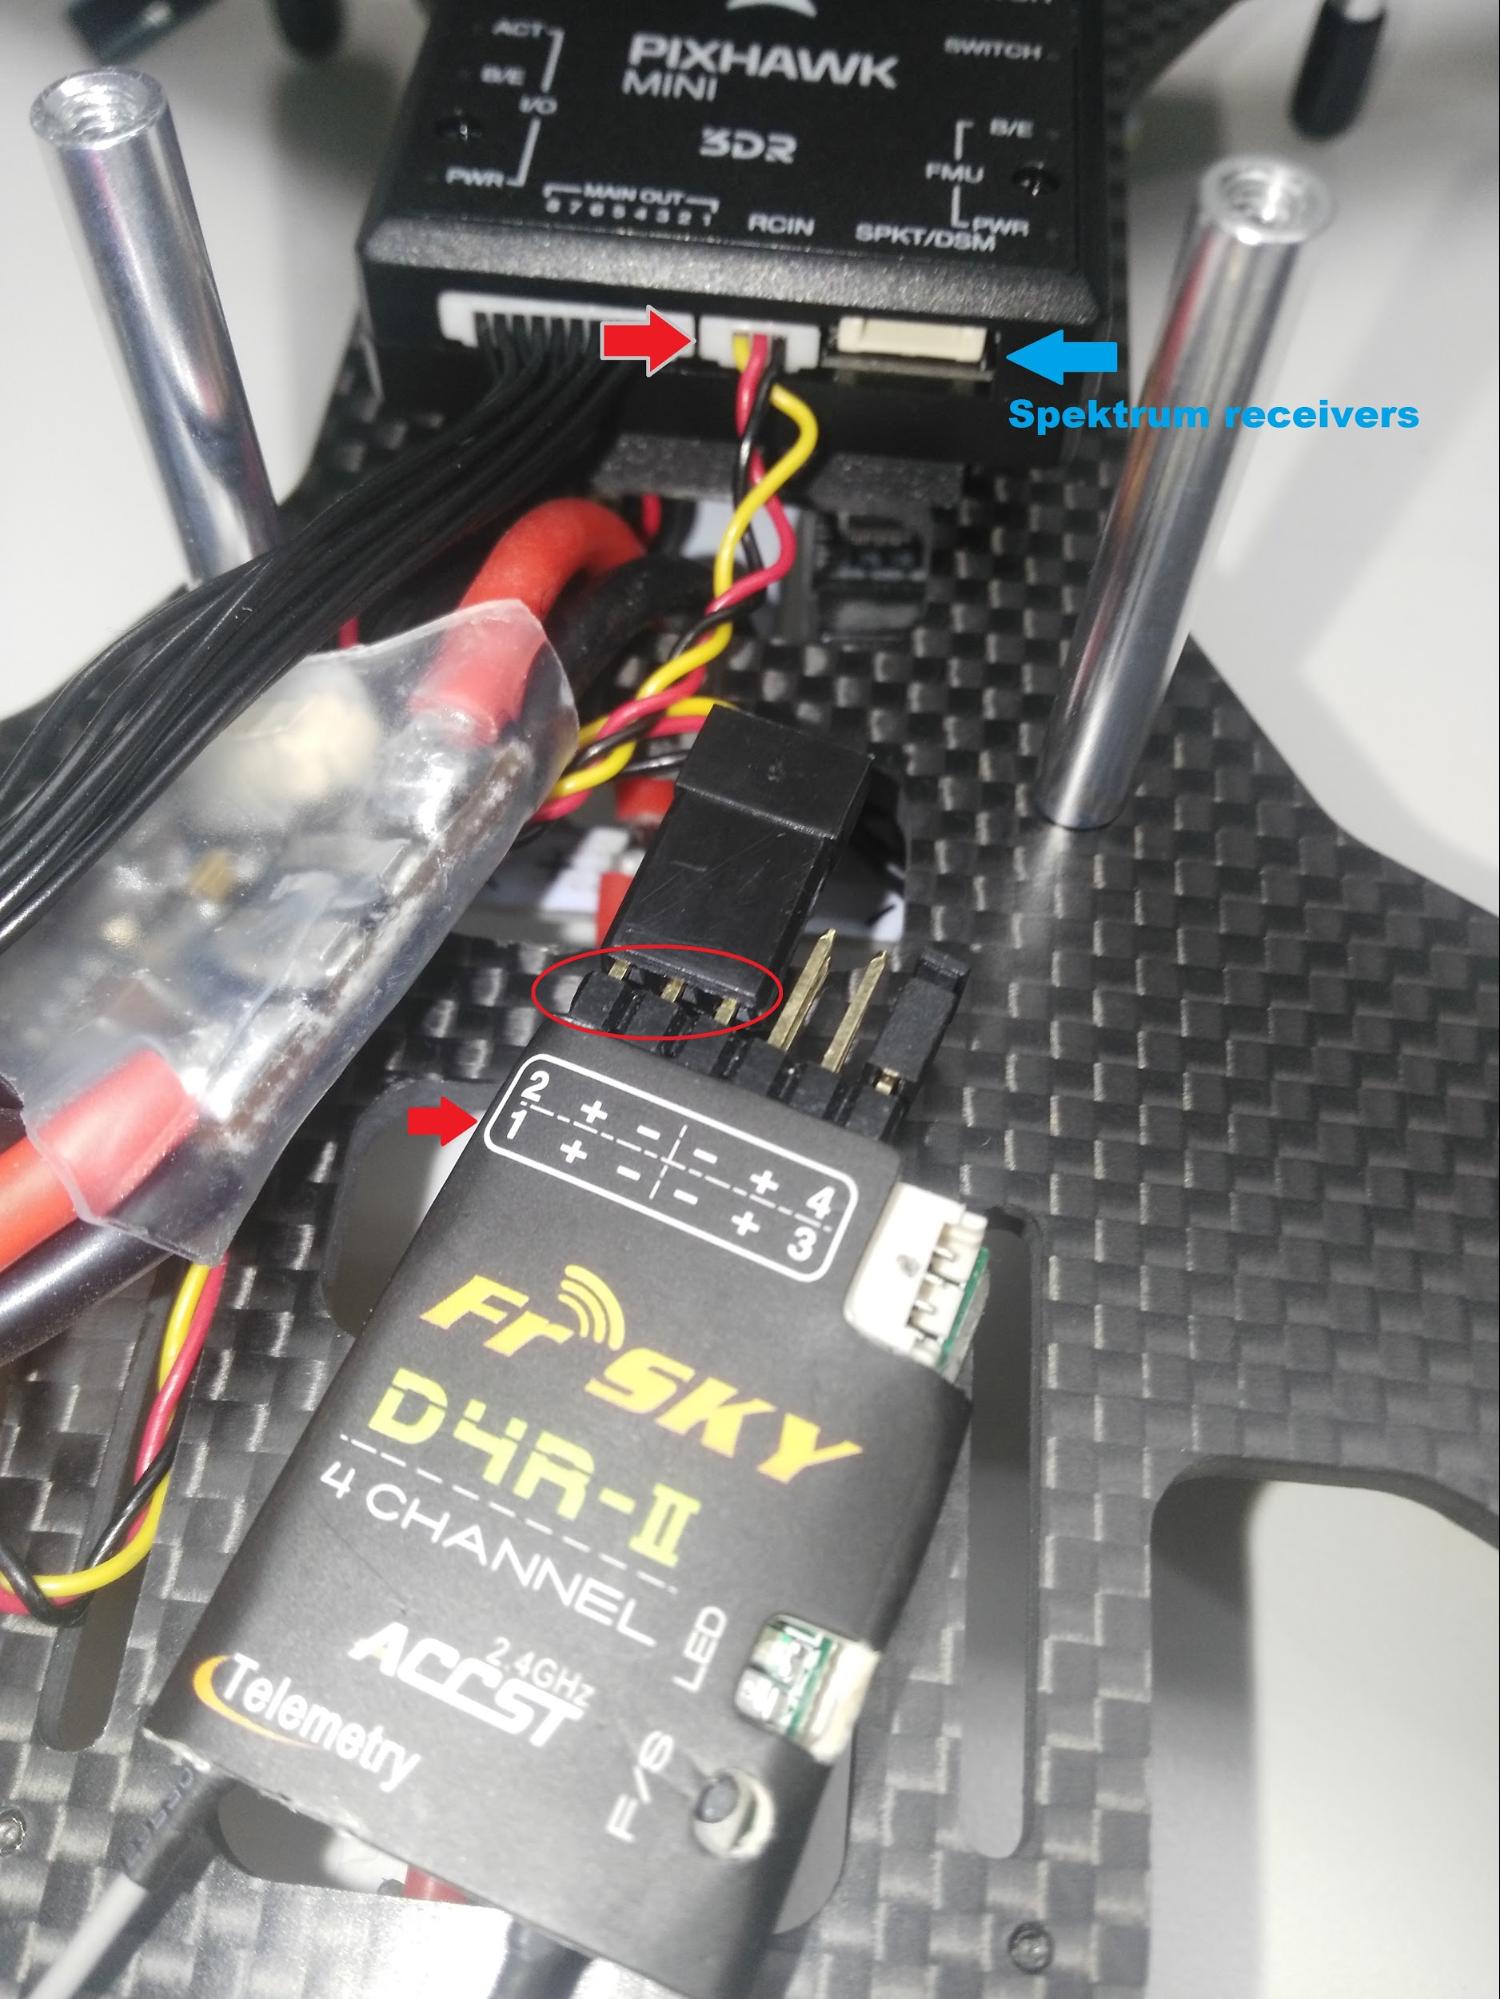 SWITCH
ACT
PIXHAWK
MINI
B/E
I/O
B/E
3DR
FMU
PWR
MAIN OUT
8 7 6 5 4 3 2 1
RCIN
SPKT/DSM
PWR
Spektrum receivers
2 + - - + 4
1 + - - + 3
FrSKY
D4R-II
4 CHANNEL
LED
ACCST
2.4GHz
Telemetry
F/S